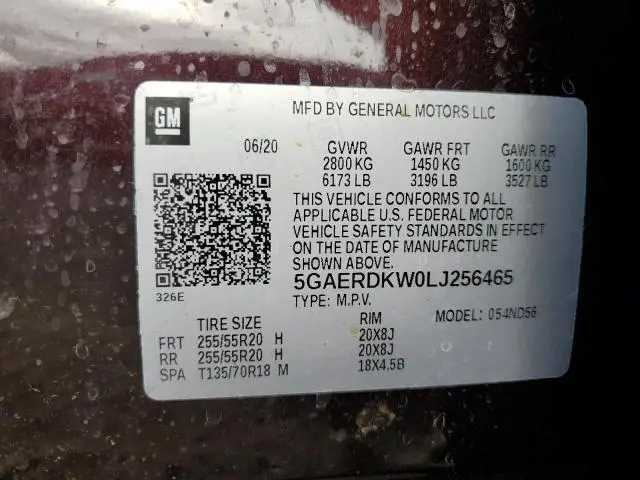 GM
MFD BY GENERAL MOTORS LLC
06/20 GVWR GAWR FRT GAWR RR
2800 KG 1450 KG 1600 KG
6173 LB 3196 LB 3527 LB
THIS VEHICLE CONFORMS TO ALL
APPLICABLE U.S. FEDERAL MOTOR
VEHICLE SAFETY STANDARDS IN EFFECT
ON THE DATE OF MANUFACTURE
SHOWN ABOVE.
5GAERDKW0LJ256465
326E
TYPE: M.P.V. MODEL: 054ND56
TIRE SIZE RIM
FRT 255/55R20 H 20X8J
RR 255/55R20 H 20X8J
SPA T135/70R18 M 18X4.5B